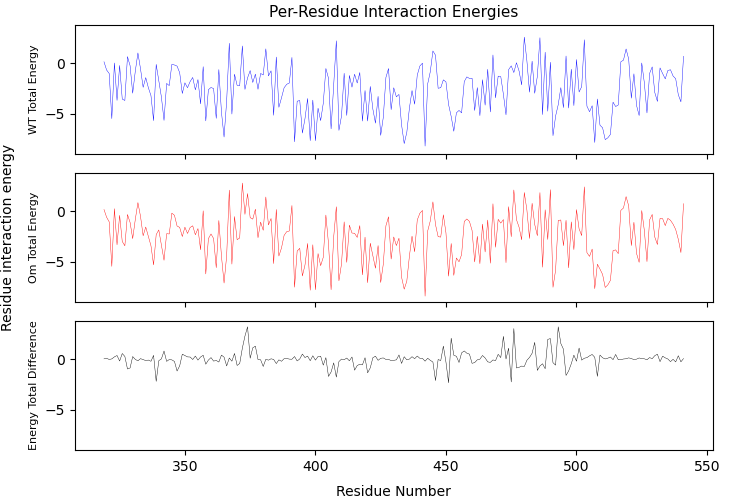 Per-Residue Interaction Energies
Residue interaction energy
WT Total Energy
0
−5
Om Total Energy
0
−5
Energy Total Difference
0
−5
350
400
450
500
550
Residue Number